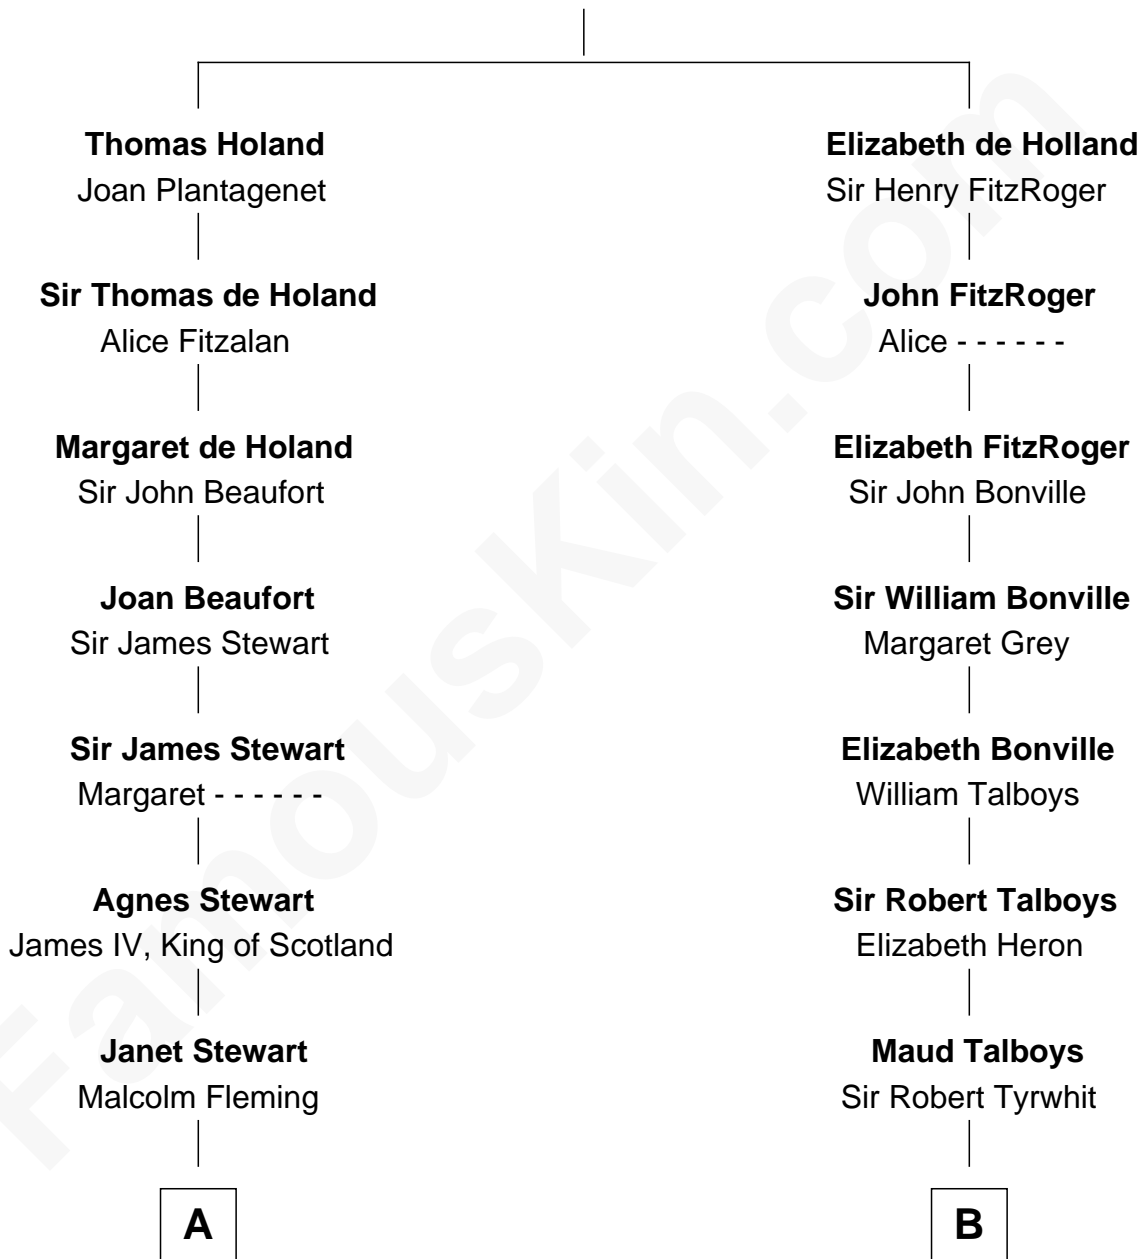 Thomas Holand
Joan Plantagenet
Elizabeth de Holland
Sir Henry FitzRoger
Sir Thomas de Holand
Alice Fitzalan
John FitzRoger
Alice - - - - - -
Margaret de Holand
Sir John Beaufort
Elizabeth FitzRoger
Sir John Bonville
Joan Beaufort
Sir James Stewart
Sir William Bonville
Margaret Grey
Sir James Stewart
Margaret - - - - - -
Elizabeth Bonville
William Talboys
Agnes Stewart
James IV, King of Scotland
Sir Robert Talboys
Elizabeth Heron
Janet Stewart
Malcolm Fleming
Maud Talboys
Sir Robert Tyrwhit
A
B
FamousKin.com